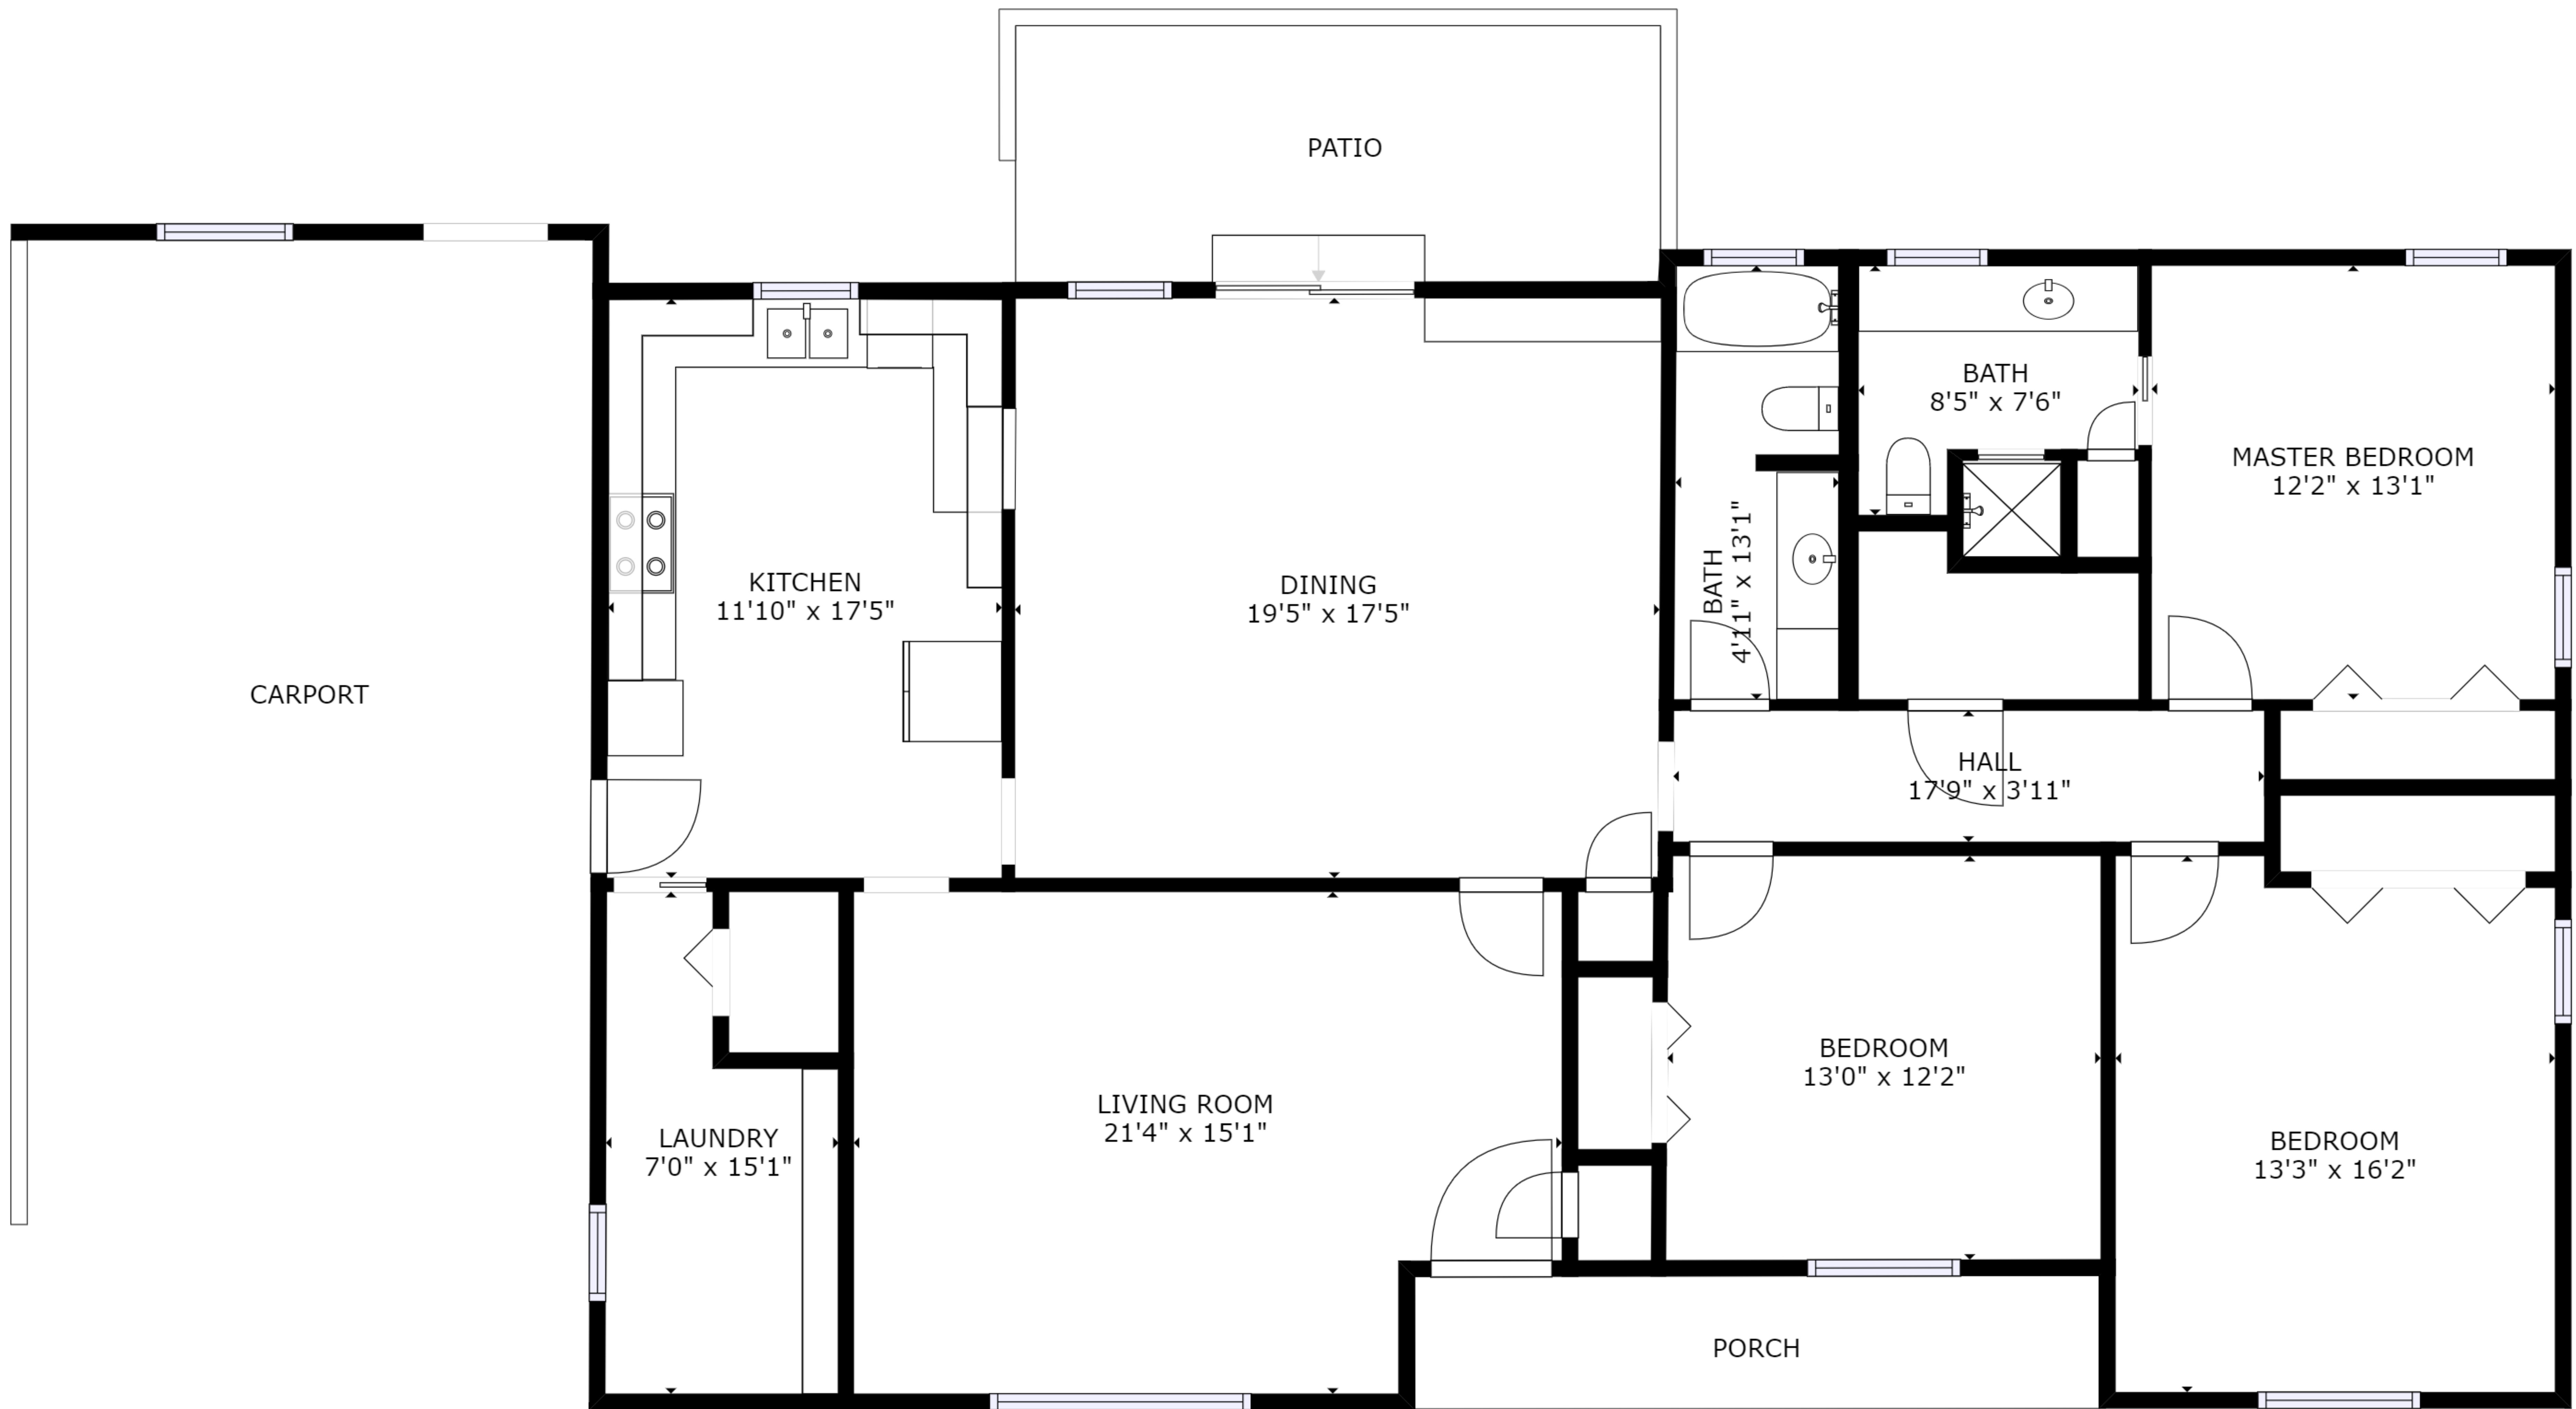 PATIO
BATH
8'5" x 7'6"
MASTER BEDROOM
12'2" x 13'1"
KITCHEN
11'10" x 17'5"
DINING
19'5" x 17'5"
BATH
4'11" x 13'1"
CARPORT
HALL
17'9" x 3'11"
BEDROOM
13'0" x 12'2"
LIVING ROOM
21'4" x 15'1"
LAUNDRY
7'0" x 15'1"
BEDROOM
13'3" x 16'2"
PORCH